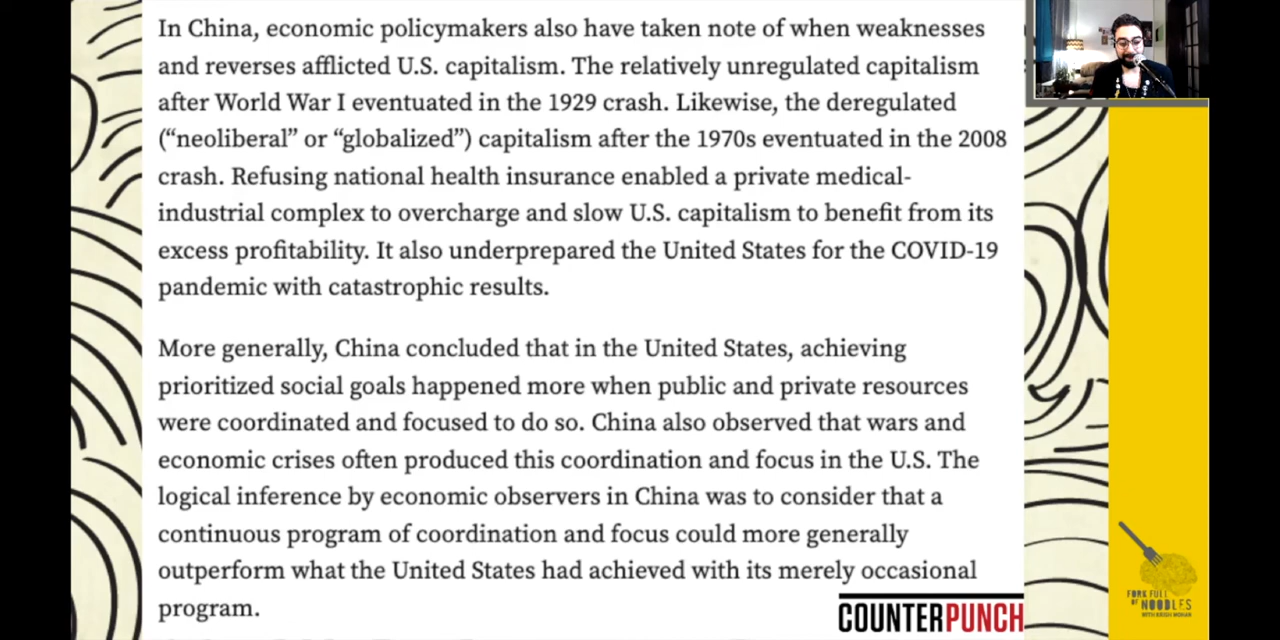 In China, economic policymakers also have taken note of when weaknesses
and reverses afflicted U.S. capitalism. The relatively unregulated capitalism
after World War I eventuated in the 1929 crash. Likewise, the deregulated
(“neoliberal” or “globalized”) capitalism after the 1970s eventuated in the 2008
crash. Refusing national health insurance enabled a private medical-
industrial complex to overcharge and slow U.S. capitalism to benefit from its
excess profitability. It also underprepared the United States for the COVID-19
pandemic with catastrophic results.
More generally, China concluded that in the United States, achieving
prioritized social goals happened more when public and private resources
were coordinated and focused to do so. China also observed that wars and
economic crises often produced this coordination and focus in the U.S. The
logical inference by economic observers in China was to consider that a
continuous program of coordination and focus could more generally
outperform what the United States had achieved with its merely occasional
program.
COUNTERPUNCH
FORK FULL
OF NOODLES
WITH KRISH MOHAN